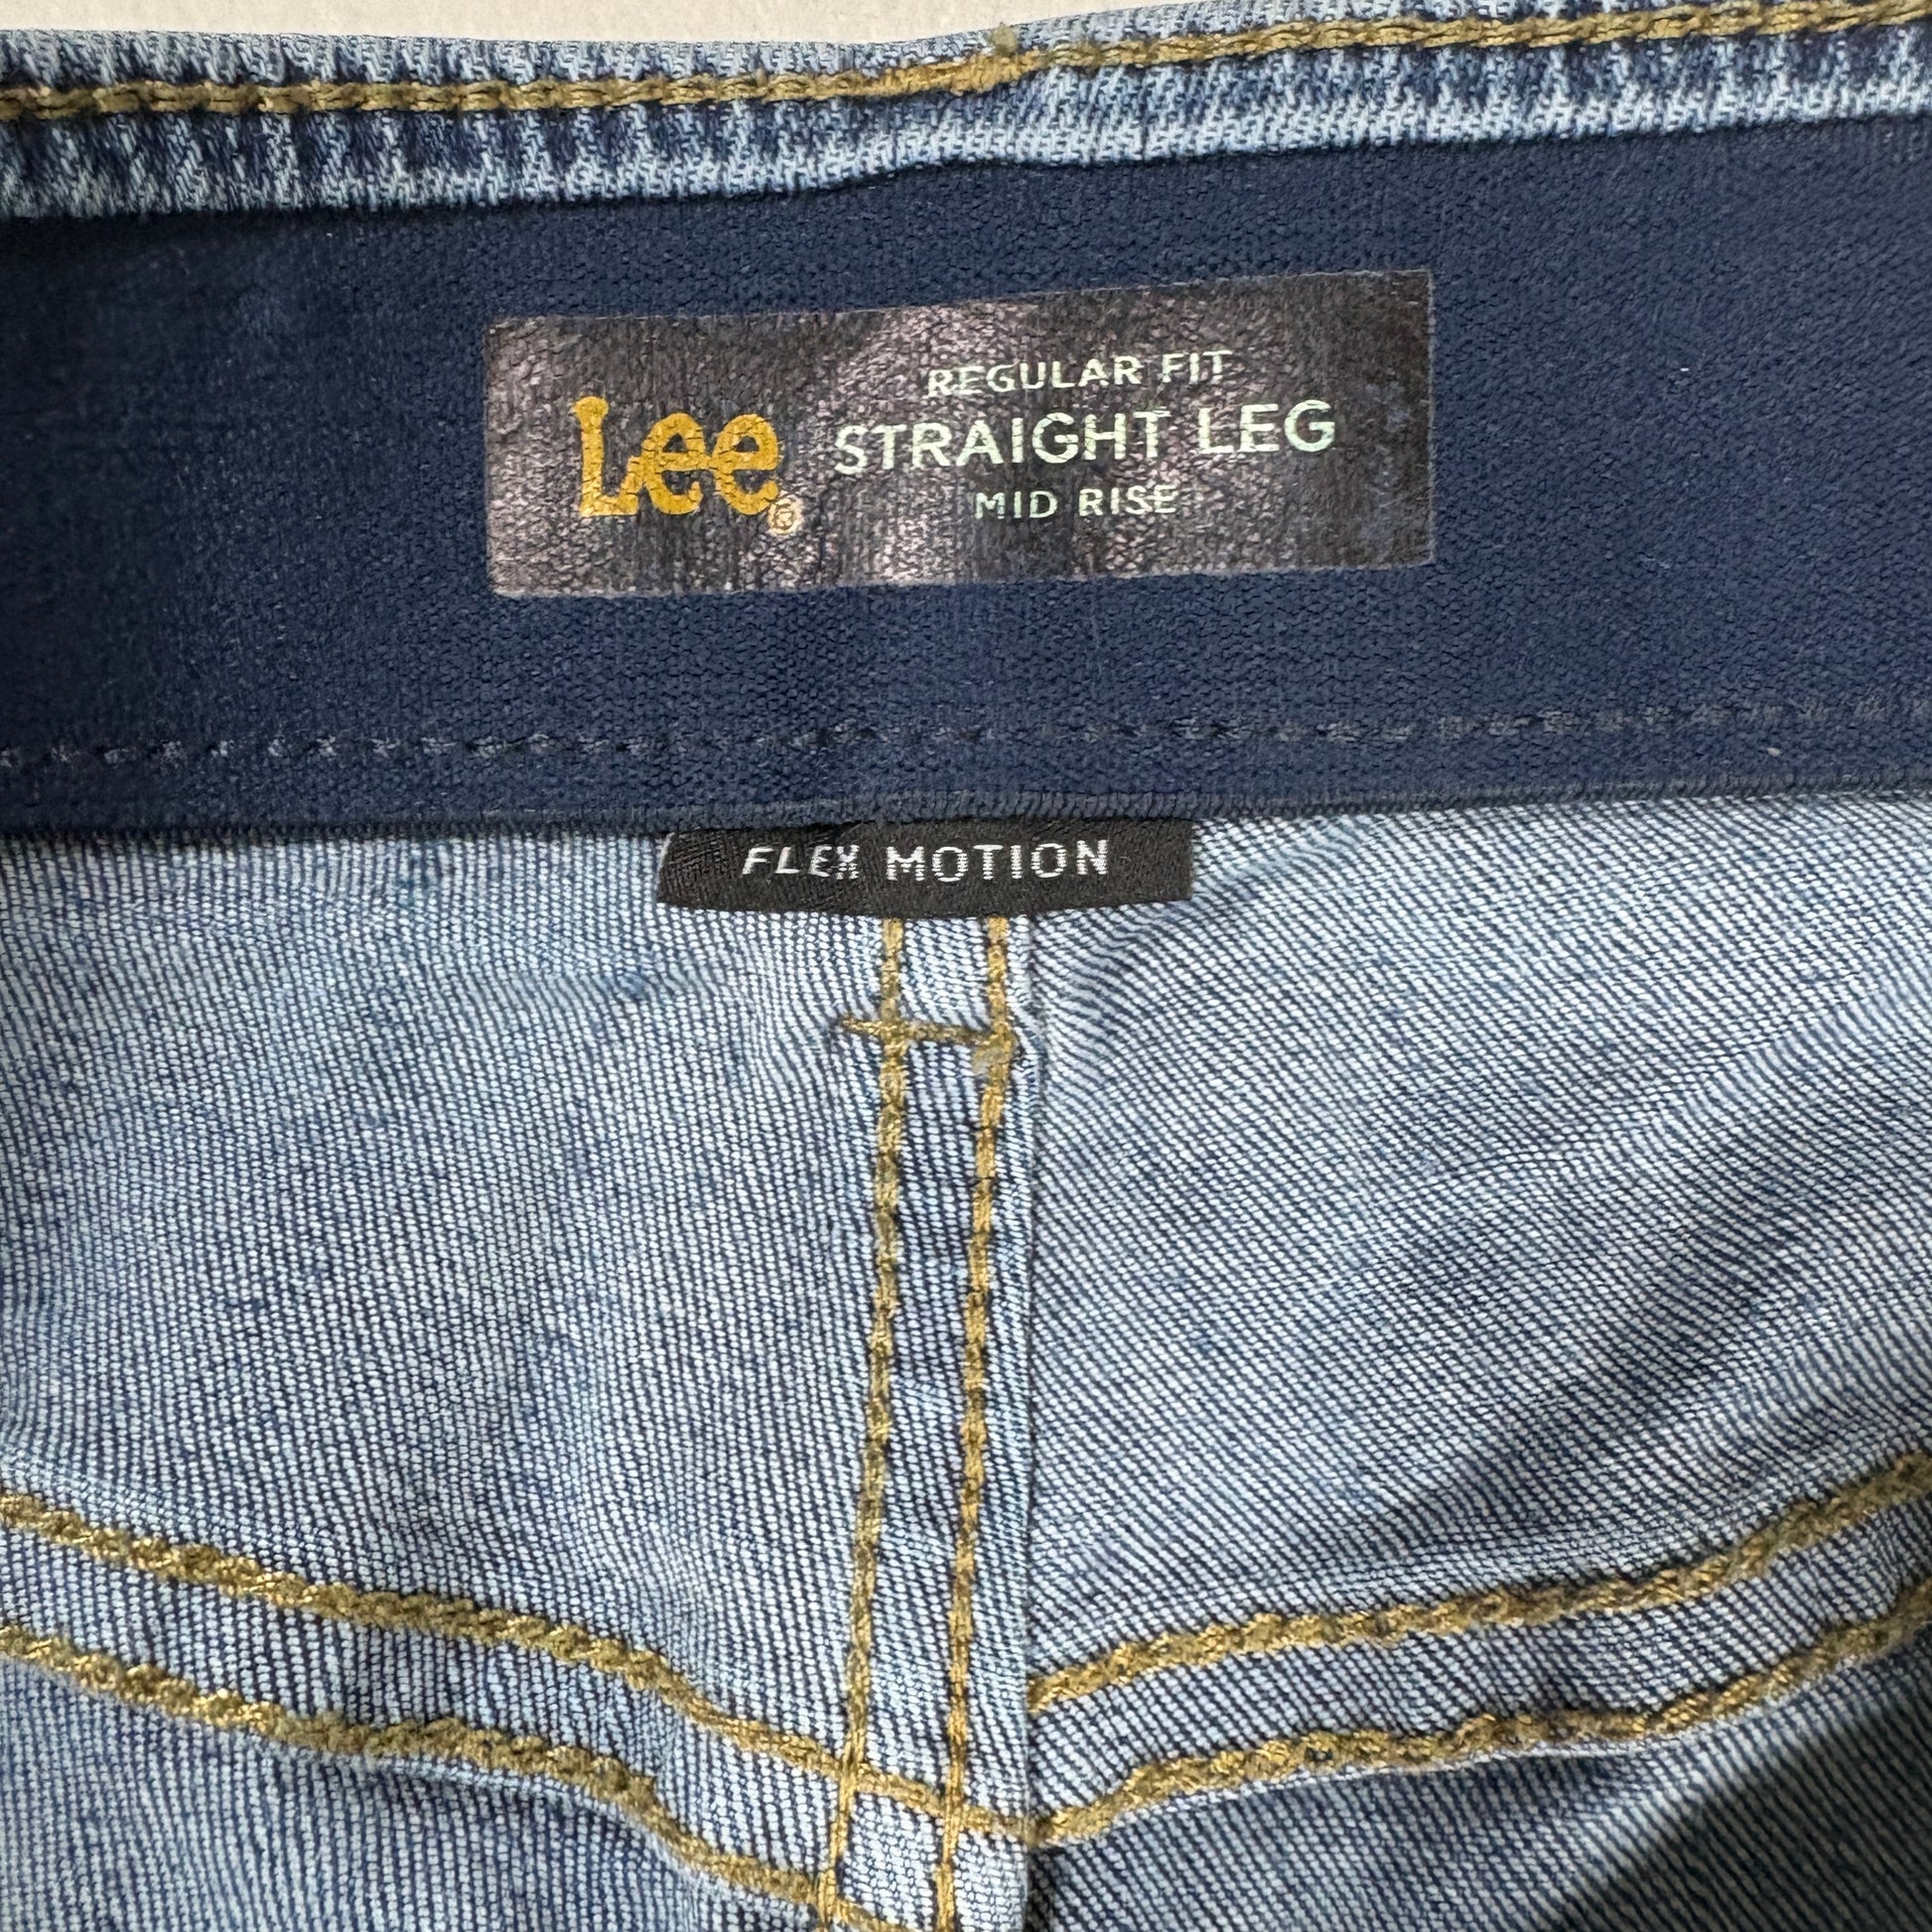 Lee®
REGULAR FIT
STRAIGHT LEG
MID RISE
FLEX MOTION